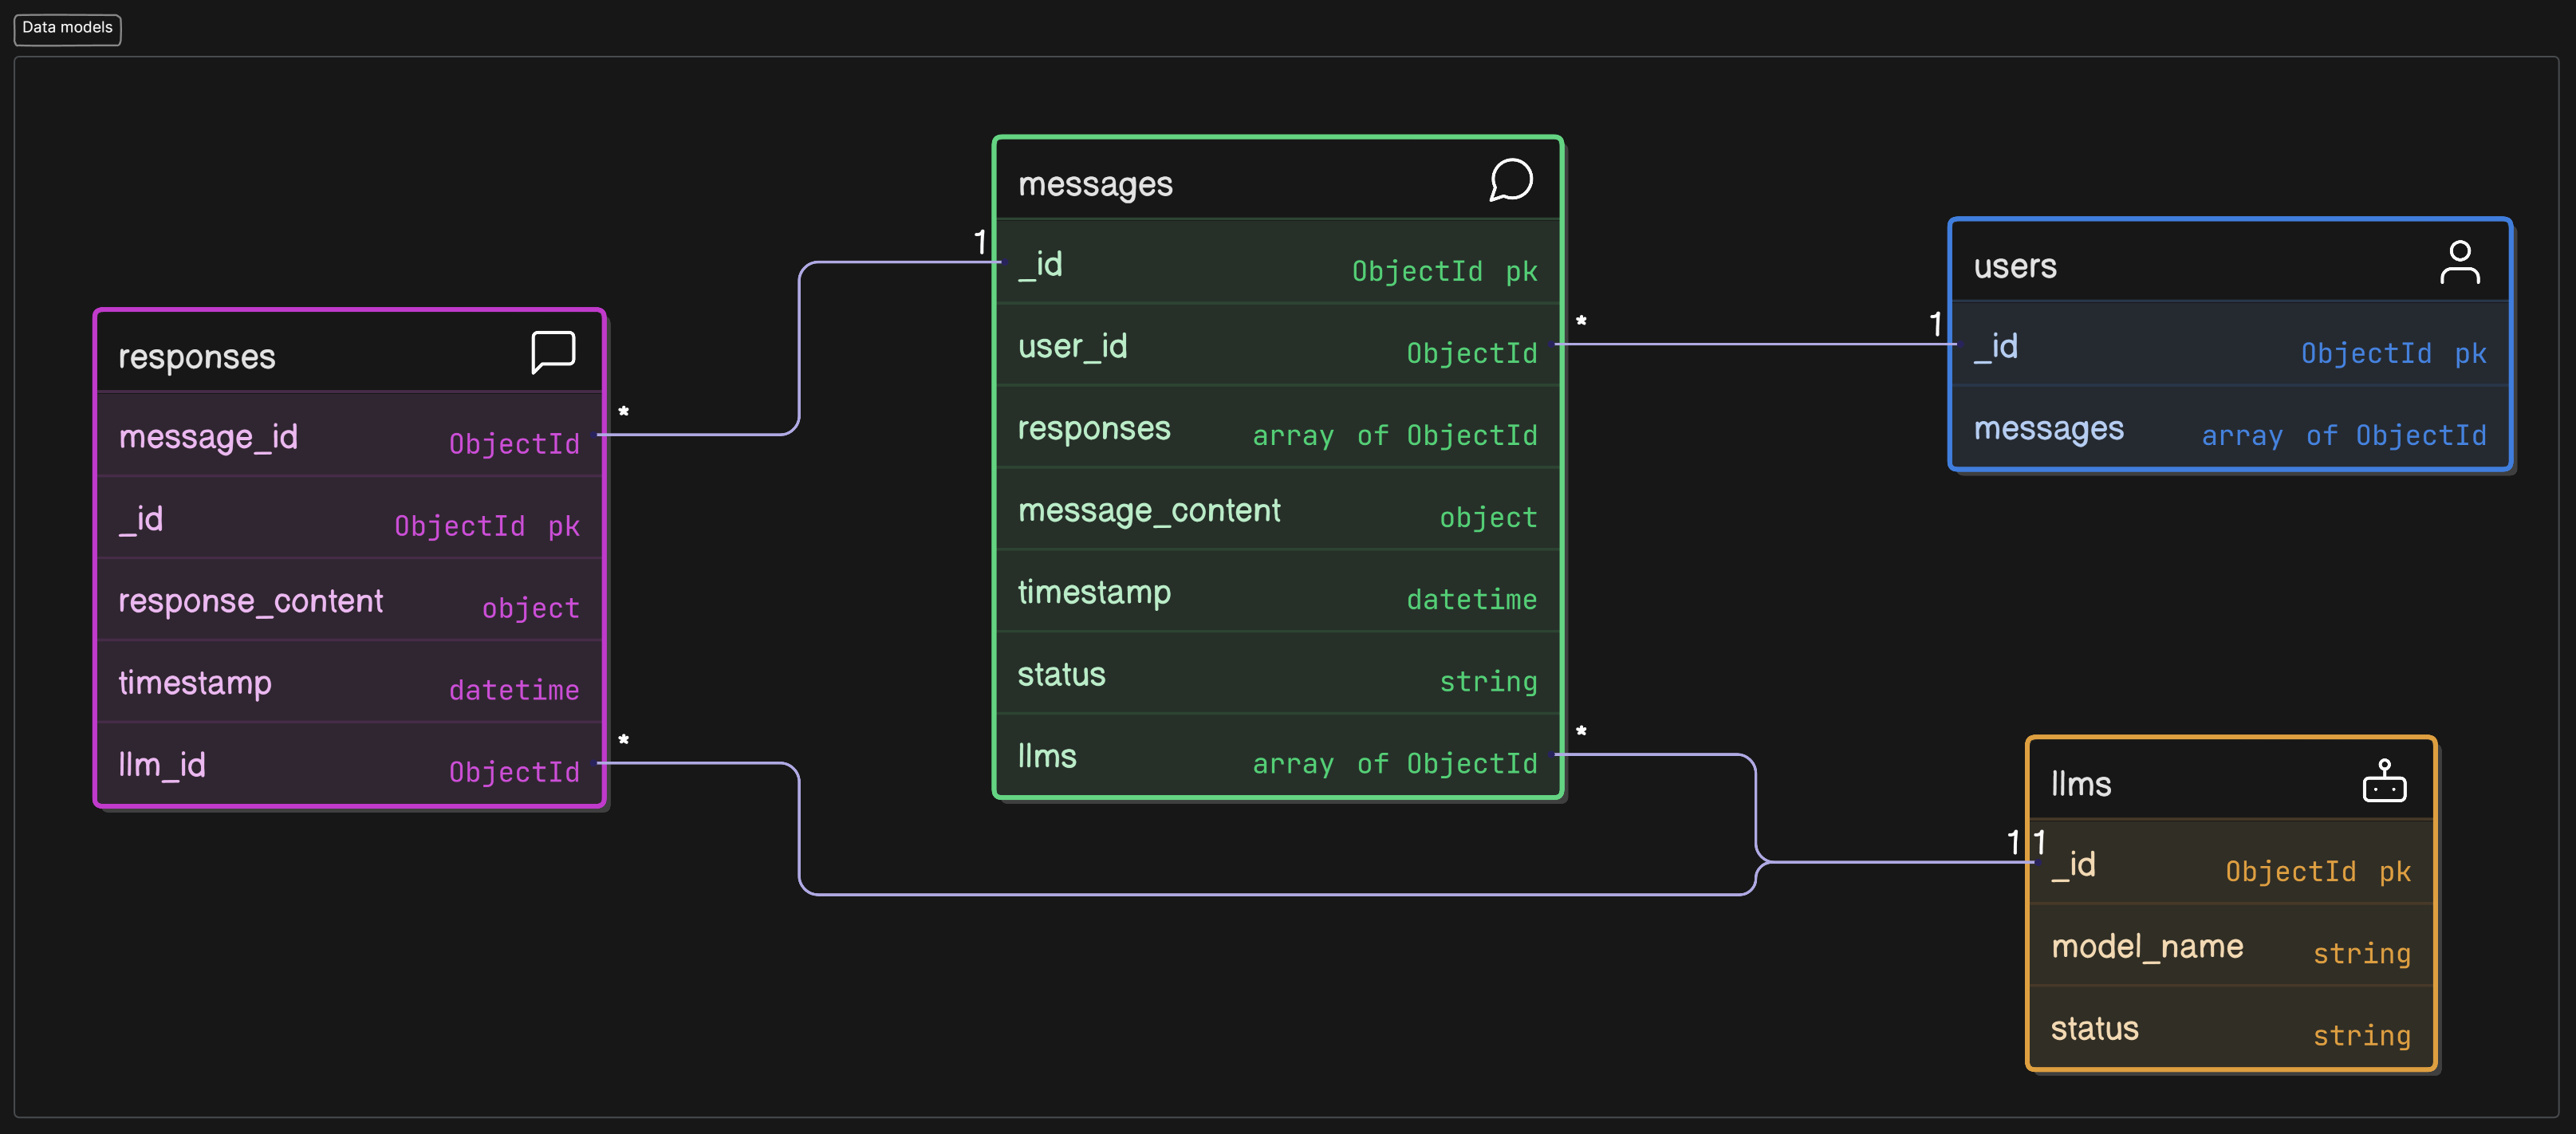 Data models
responses
message_id ObjectId
_id ObjectId pk
response_content object
timestamp datetime
llm_id ObjectId
*
*
messages
1
_id ObjectId pk
user_id ObjectId
responses array of ObjectId
message_content object
timestamp datetime
status string
llms array of ObjectId
*
*
users
1
_id ObjectId pk
messages array of ObjectId
llms
1 1
_id ObjectId pk
model_name string
status string